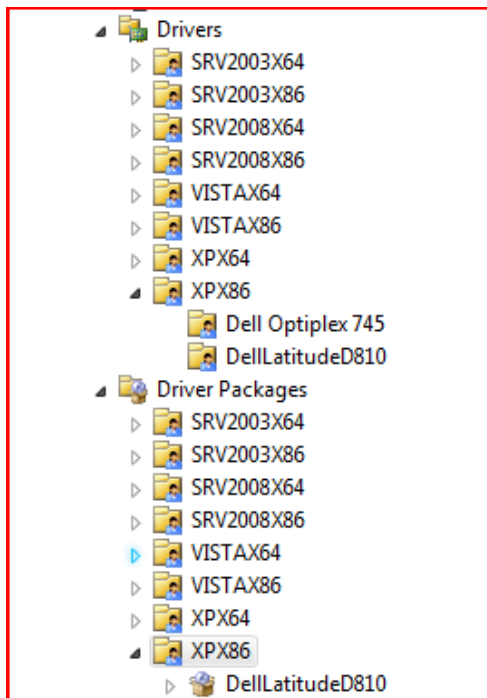 Drivers
SRV2003X64
SRV2003X86
SRV2008X64
SRV2008X86
VISTAX64
VISTAX86
XPX64
XPX86
Dell Optiplex 745
DellLatitudeD810
Driver Packages
SRV2003X64
SRV2003X86
SRV2008X64
SRV2008X86
VISTAX64
VISTAX86
XPX64
XPX86
DellLatitudeD810